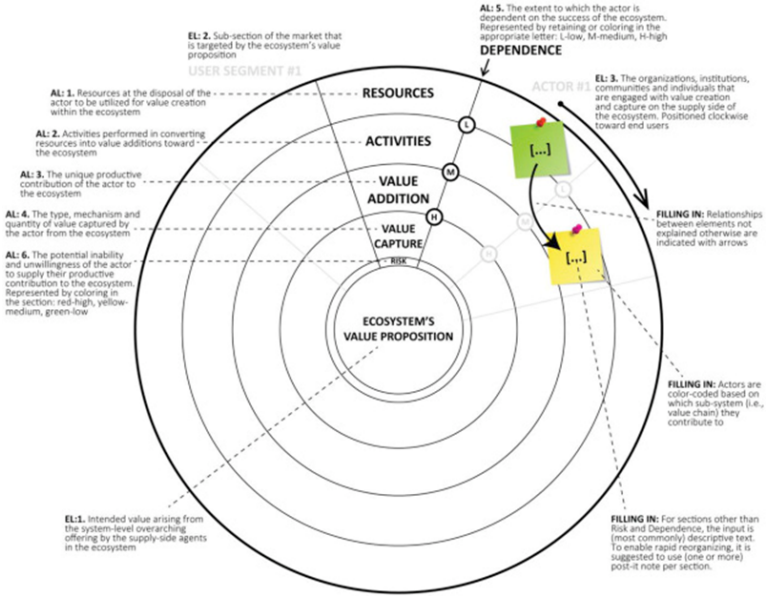 EL: 2. Sub-section of the market that
is targeted by the ecosystem's value
proposition
USER SEGMENT #1
AL: 5. The extent to which the actor is
dependent on the success of the ecosystem.
Represented by retaining or coloring in the
appropriate letter: L-low, M-medium, H-high
DEPENDENCE
ACTOR #1
EL: 3. The organizations, institutions,
communities and individuals that
are engaged with value creation
and capture on the supply side of
the ecosystem. Positioned clockwise
toward end users
AL: 1. Resources at the disposal of the
actor to be utilized for value creation
within the ecosystem
RESOURCES
L
AL: 2. Activities performed in converting
resources into value additions toward
the ecosystem
ACTIVITIES
[...]
AL: 3. The unique productive
contribution of the actor to
the ecosystem
VALUE
ADDITION
M
L
AL: 4. The type, mechanism and
quantity of value captured by
the actor from the ecosystem
VALUE
CAPTURE
H
M
FILLING IN: Relationships
between elements not
explained otherwise are
indicated with arrows
AL: 6. The potential inability
and unwillingness of the actor
to supply their productive
contribution to the ecosystem.
Represented by coloring in
the section: red-high, yellow-
medium, green-low
RISK
H
[...]
ECOSYSTEM'S
VALUE PROPOSITION
FILLING IN: Actors are
color-coded based on
which sub-system (i.e.,
value chain) they
contribute to
EL:1. Intended value arising from
the system-level overarching
offering by the supply-side agents
in the ecosystem
FILLING IN: For sections other than
Risk and Dependence, the input is
(most commonly) descriptive text.
To enable rapid reorganizing, it is
suggested to use (one or more)
post-it note per section.